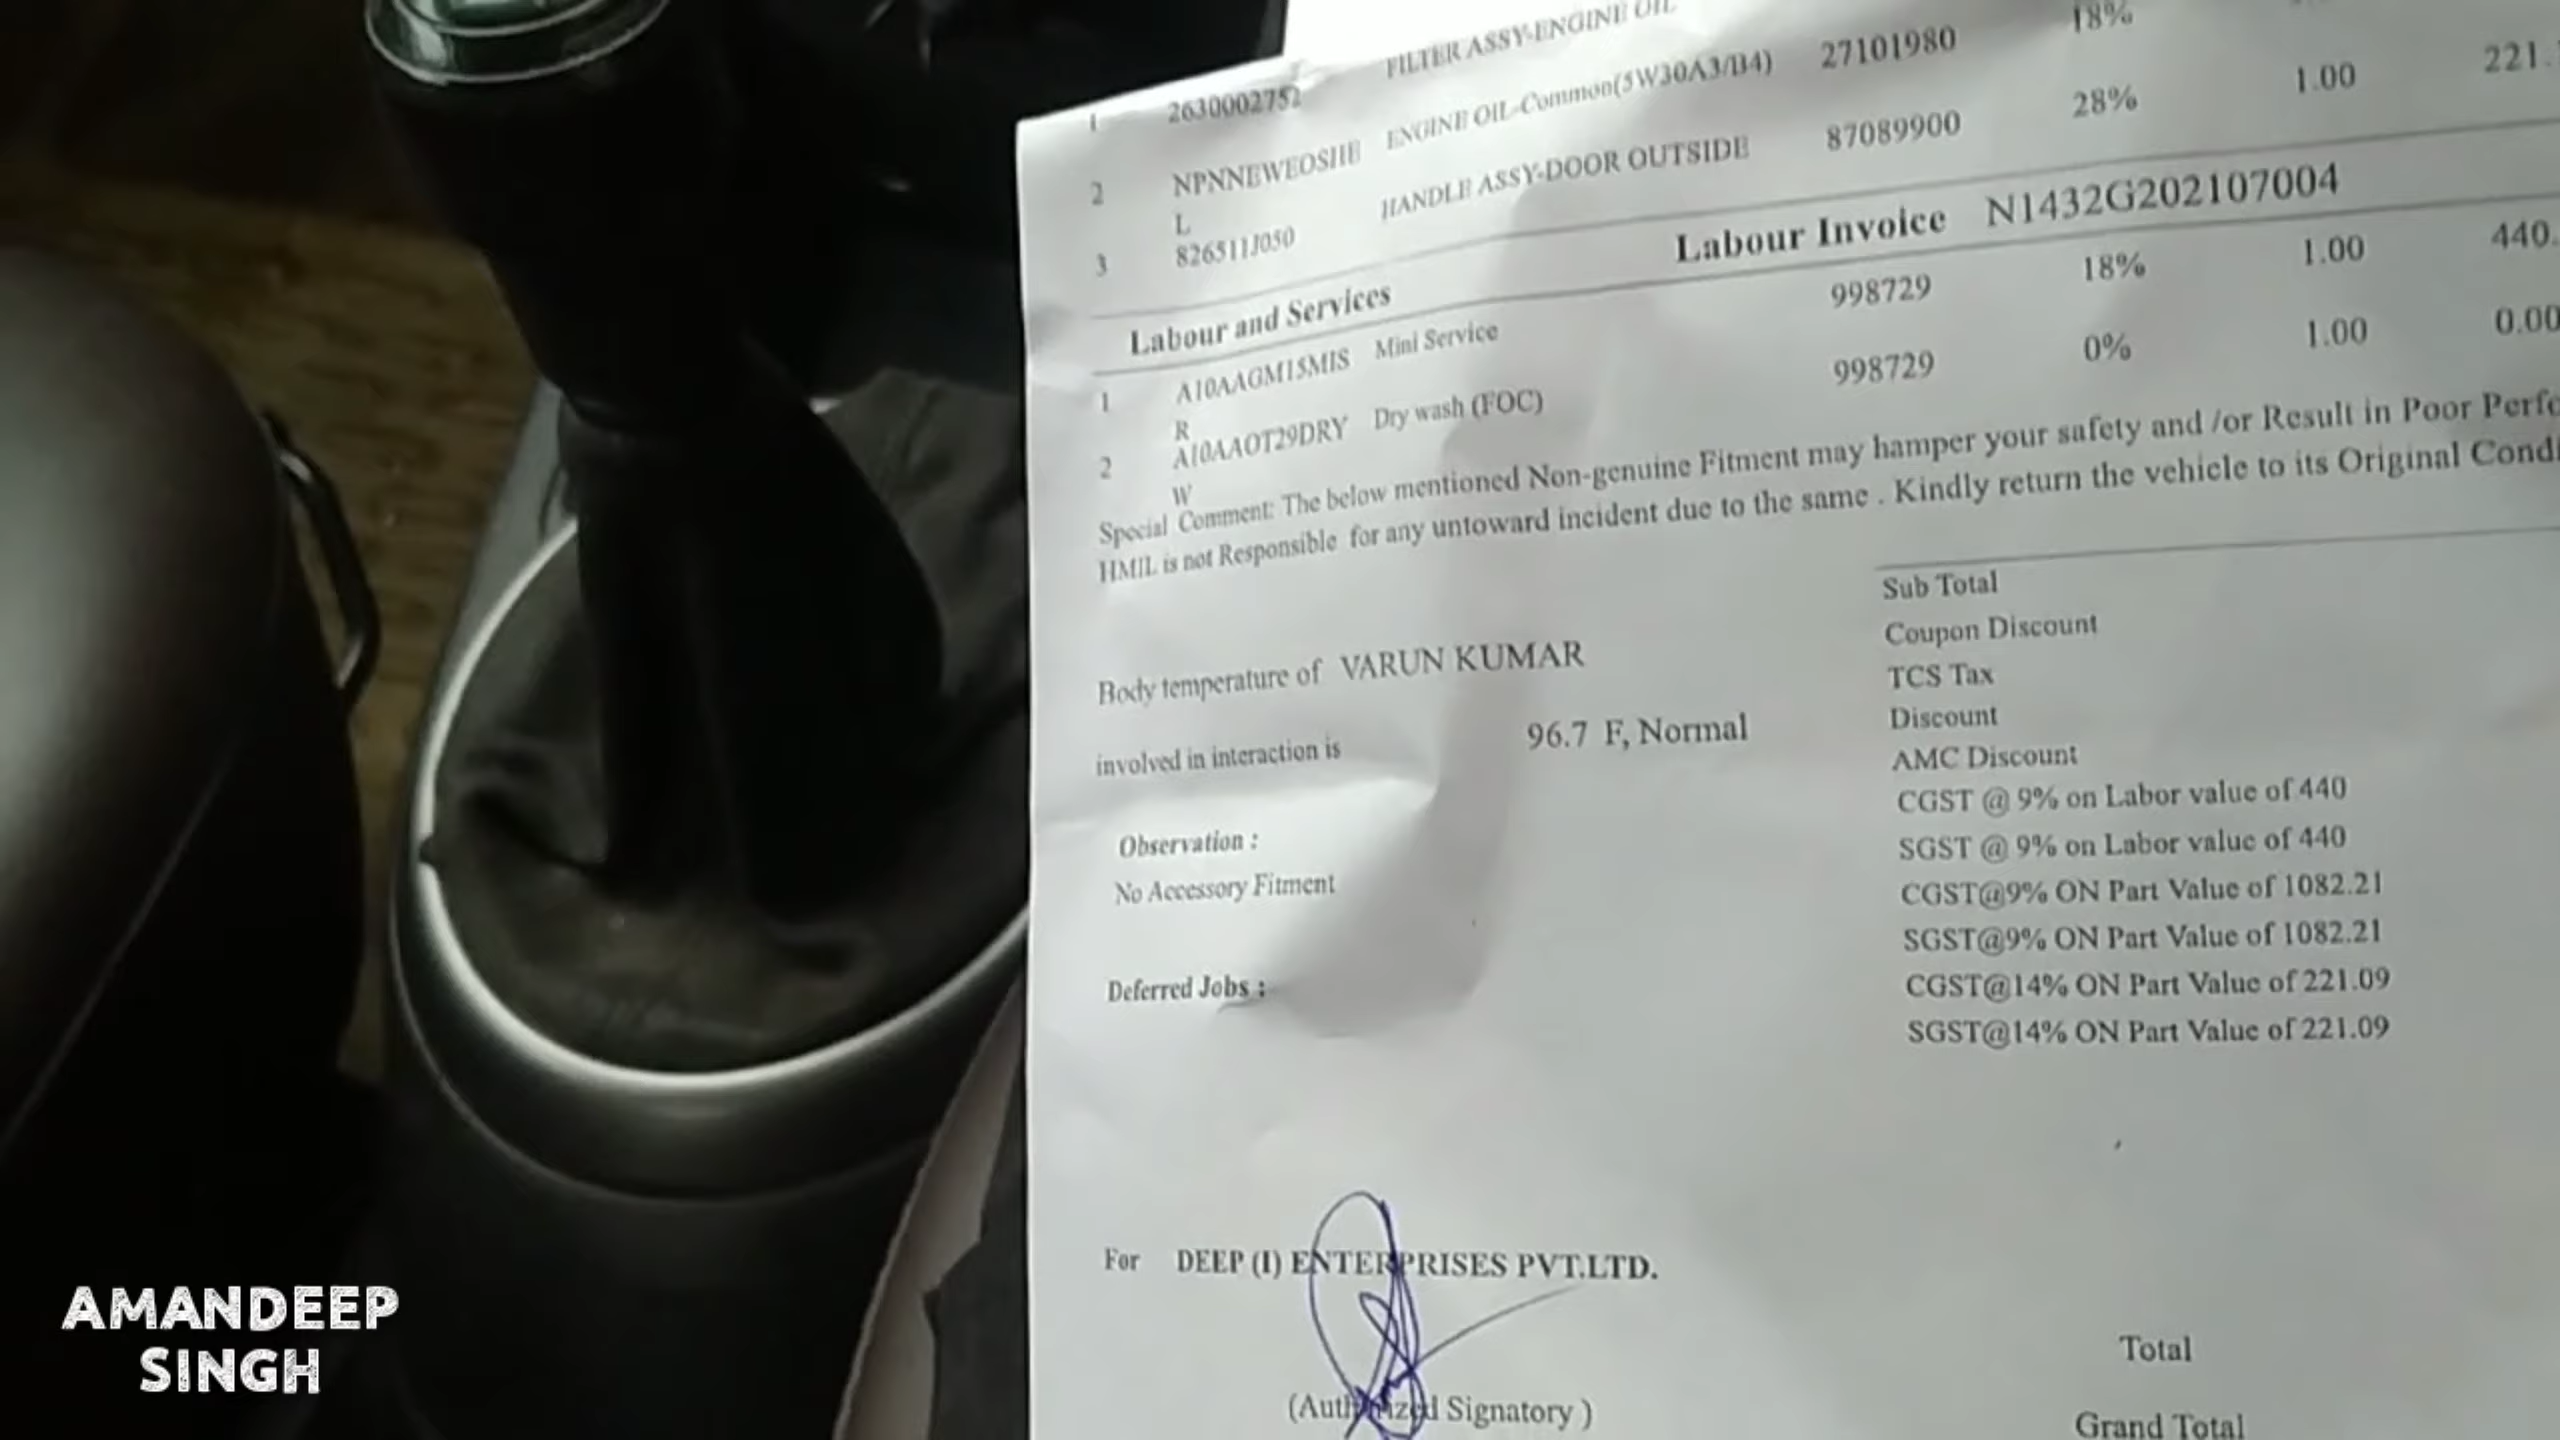 1 2630002752 FILTER ASSY-ENGINE OIL 18%
2 NPNNEWEOSHE ENGINE OIL-Common(5W30A3/B4) 27101980 28% 1.00 221.
L
3 826511J050 HANDLE ASSY-DOOR OUTSIDE 87089900
Labour Invoice N1432G202107004
Labour and Services
1 A10AAGM15MIS Mini Service 998729 18% 1.00 440.
R
2 A10AAOT29DRY Dry wash (FOC) 998729 0% 1.00 0.00
W
Special Comment: The below mentioned Non-genuine Fitment may hamper your safety and /or Result in Poor
HMIL is not Responsible for any untoward incident due to the same . Kindly return the vehicle to its Original
Sub Total
Coupon Discount
Body temperature of VARUN KUMAR
TCS Tax
Discount
involved in interaction is 96.7 F, Normal
AMC Discount
CGST @ 9% on Labor value of 440
Observation :
SGST @ 9% on Labor value of 440
No Accessory Fitment
CGST@9% ON Part Value of 1082.21
SGST@9% ON Part Value of 1082.21
Deferred Jobs :
CGST@14% ON Part Value of 221.09
SGST@14% ON Part Value of 221.09
For DEEP (I) ENTERPRISES PVT.LTD.
Total
(Authorized Signatory )
Grand Total
AMANDEEP
SINGH